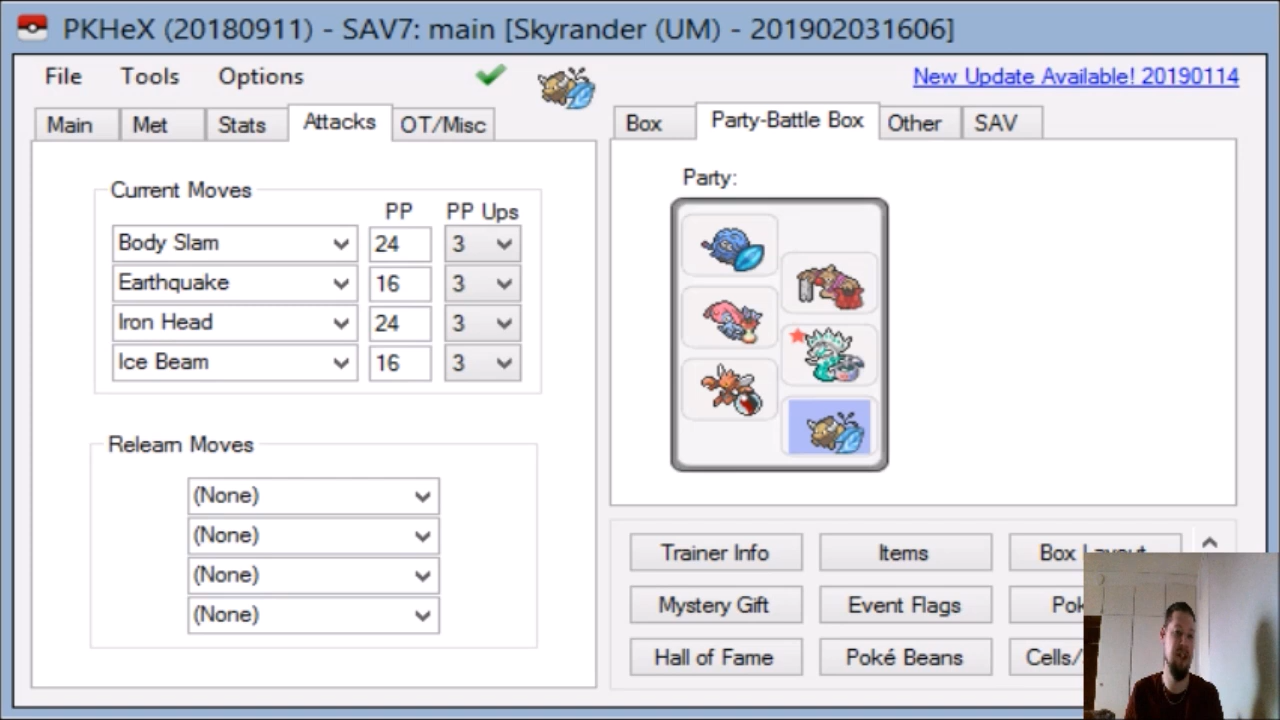 PKHeX (20180911) - SAV7: main [Skyrander (UM) - 201902031606]
File Tools Options New Update Available! 20190114
Main Met Stats Attacks OT/Misc
Box Party-Battle Box Other SAV
Current Moves
PP PP Ups
Body Slam 24 3
Earthquake 16 3
Iron Head 24 3
Ice Beam 16 3
Relearn Moves
(None)
(None)
(None)
(None)
Party:
Trainer Info Items Box Layout
Mystery Gift Event Flags
Hall of Fame Poké Beans Cells/